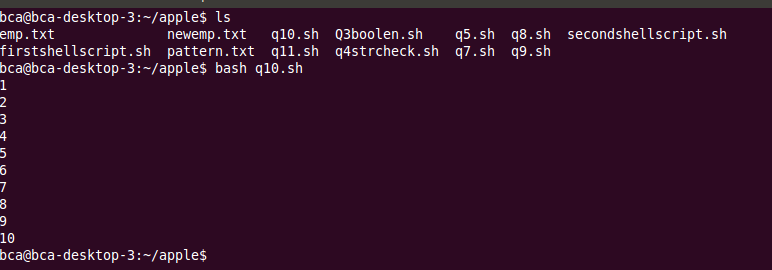 bca@bca-desktop-3:~/apple$ ls
emp.txt newemp.txt q10.sh Q3boolen.sh q5.sh q8.sh secondshellscript.sh
firstshellscript.sh pattern.txt q11.sh q4strcheck.sh q7.sh q9.sh
bca@bca-desktop-3:~/apple$ bash q10.sh
1
2
3
4
5
6
7
8
9
10
bca@bca-desktop-3:~/apple$